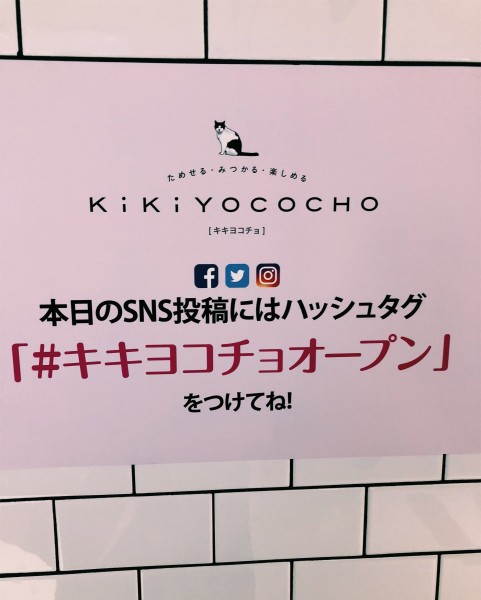 ためせる・みつかる・楽しめる
KiKiYOCOCHO
[キキヨコチョ]
本日のSNS投稿にはハッシュタグ
「#キキヨコチョオープン」
をつけてね!